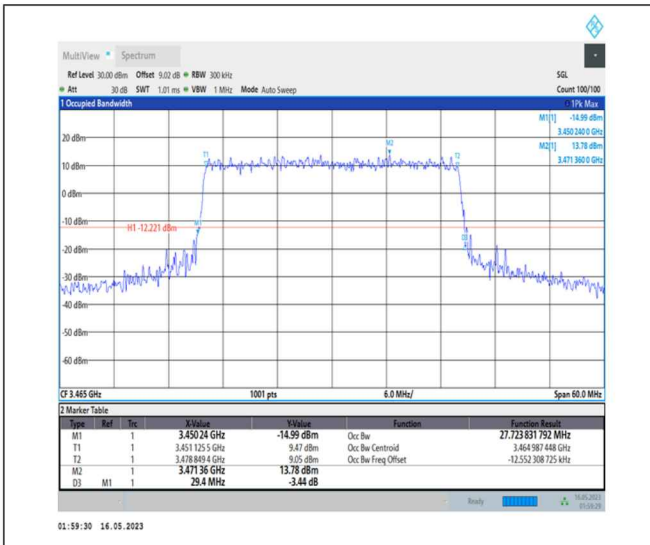 MultiView Spectrum
Ref Level 30.00 dBm Offset 9.02 dB RBW 300 kHz SGL
Att 30 dB SWT 1.01 ms VBW 1 MHz Mode Auto Sweep Count 100/100
1 Occupied Bandwidth 1Pk Max
M1[1] -14.99 dBm
3.450 240 0 GHz
M2[1] 13.78 dBm
3.471 360 0 GHz
20 dBm
M2
T1 T2
10 dBm
0 dBm
-10 dBm
H1 -12.221 dBm M1
D3
-20 dBm
-30 dBm
-40 dBm
-50 dBm
-60 dBm
CF 3.465 GHz 1001 pts 6.0 MHz/ Span 60.0 MHz
2 Marker Table
Type Ref Trc X-Value Y-Value Function Function Result
M1 1 3.450 24 GHz -14.99 dBm Occ Bw 27.723 831 792 MHz
T1 1 3.451 125 5 GHz 9.47 dBm Occ Bw Centroid 3.464 987 448 GHz
T2 1 3.478 849 4 GHz 9.05 dBm Occ Bw Freq Offset -12.552 308 725 kHz
M2 1 3.471 36 GHz 13.78 dBm
D3 M1 1 29.4 MHz -3.44 dB
Ready 16.05.2023
01:59:29
01:59:30 16.05.2023